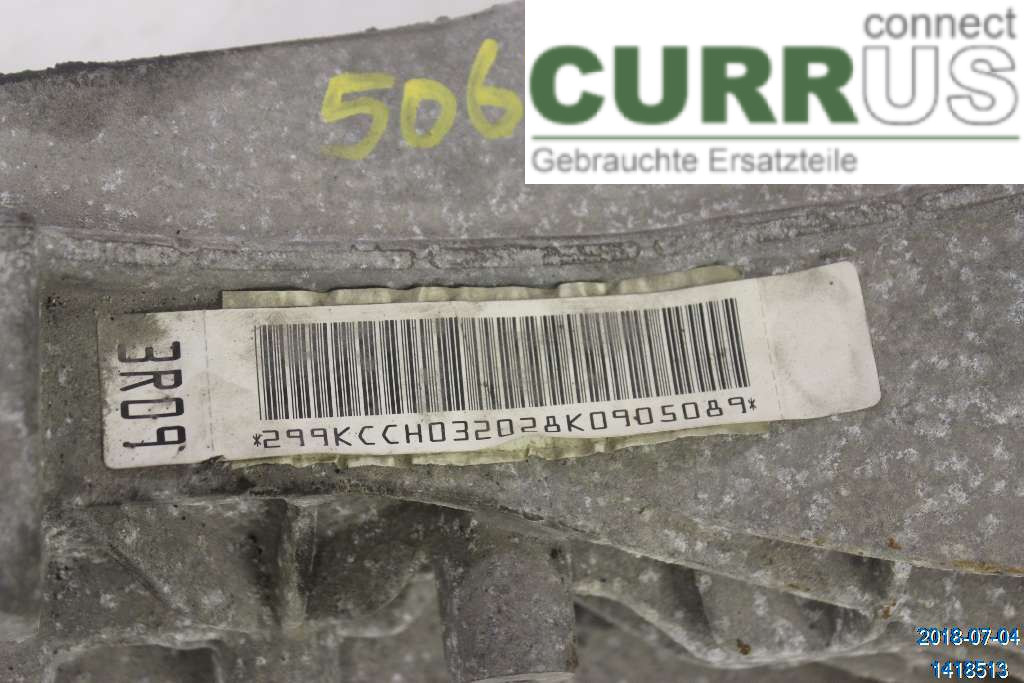 connect
CURRUS
Gebrauchte Ersatzteile
506
3R09
*299KCCH032028K0905089*
2018-07-04
1418513